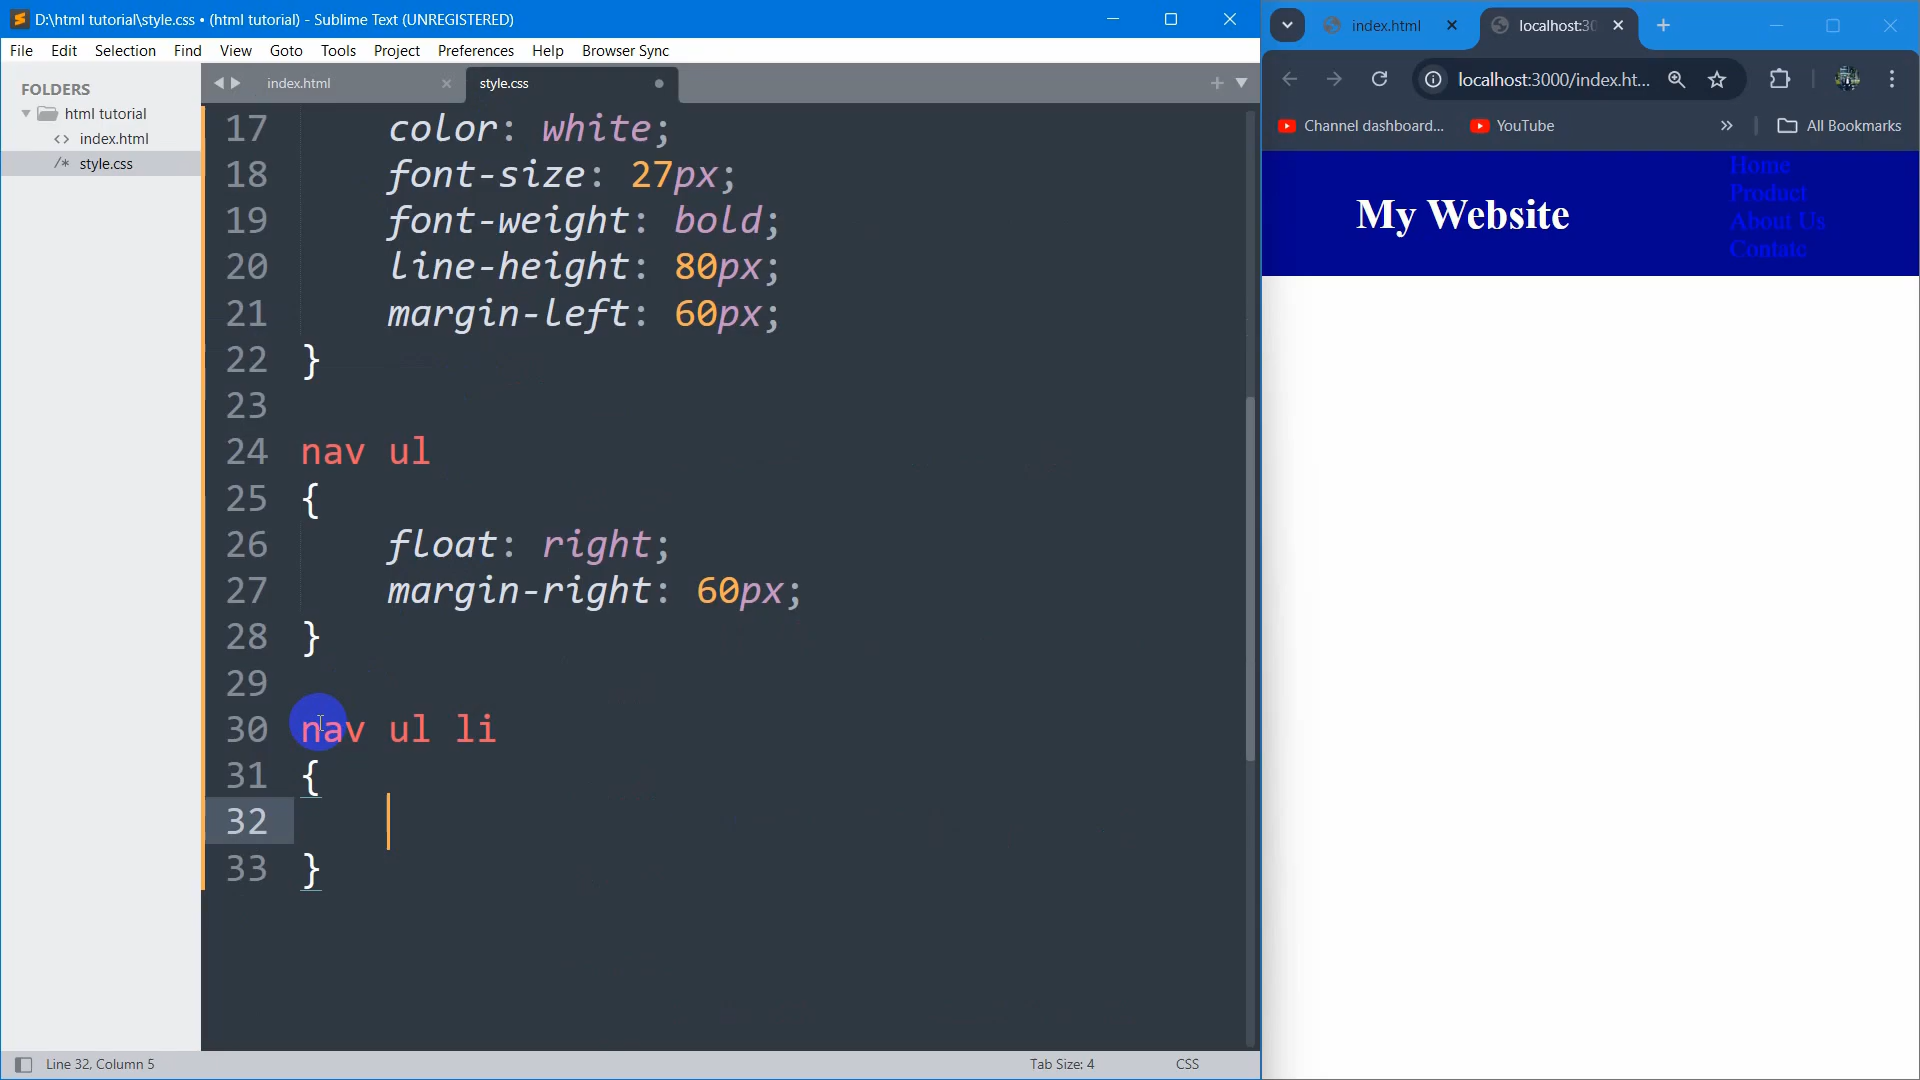 D:\html tutorial\style.css • (html tutorial) - Sublime Text (UNREGISTERED)
File Edit Selection Find View Goto Tools Project Preferences Help Browser Sync
FOLDERS
html tutorial
<> index.html
/* style.css
index.html
style.css
17 color: white;
18 font-size: 27px;
19 font-weight: bold;
20 line-height: 80px;
21 margin-left: 60px;
22 }
23
24 nav ul
25 {
26 float: right;
27 margin-right: 60px;
28 }
29
30 nav ul li
31 {
32
33 }
Line 32, Column 5
Tab Size: 4
CSS
index.html
localhost:30
localhost:3000/index.ht...
Channel dashboard...
YouTube
»
All Bookmarks
My Website
Home
Product
About Us
Contatc